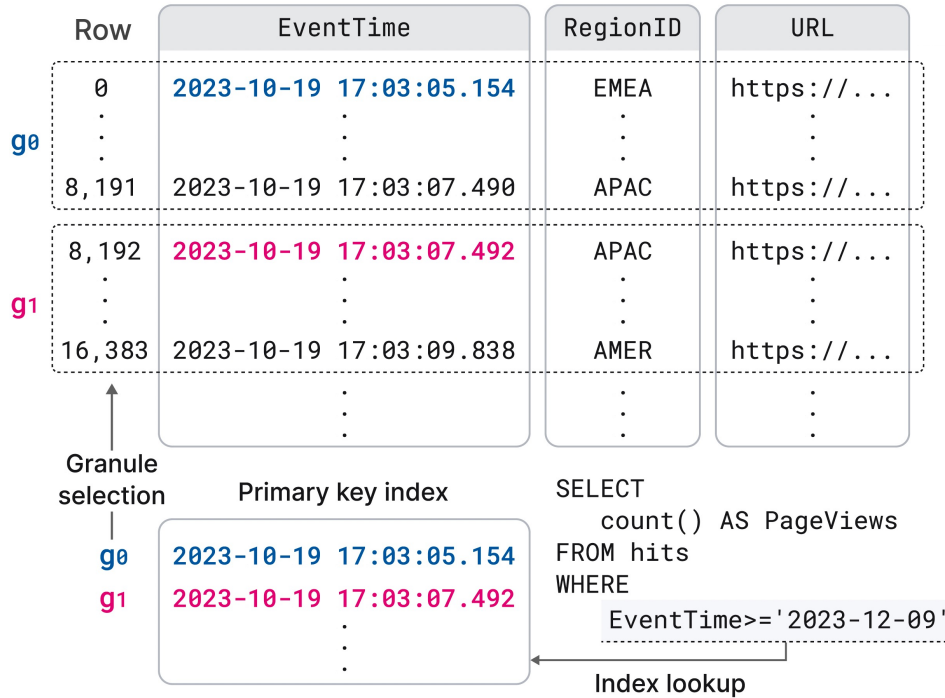 Row EventTime RegionID URL
0 2023-10-19 17:03:05.154 EMEA https://...
g0
8,191 2023-10-19 17:03:07.490 APAC https://...
8,192 2023-10-19 17:03:07.492 APAC https://...
g1
16,383 2023-10-19 17:03:09.838 AMER https://...
Granule
selection
Primary key index
g0 2023-10-19 17:03:05.154
g1 2023-10-19 17:03:07.492
SELECT
count() AS PageViews
FROM hits
WHERE
EventTime>='2023-12-09'
Index lookup